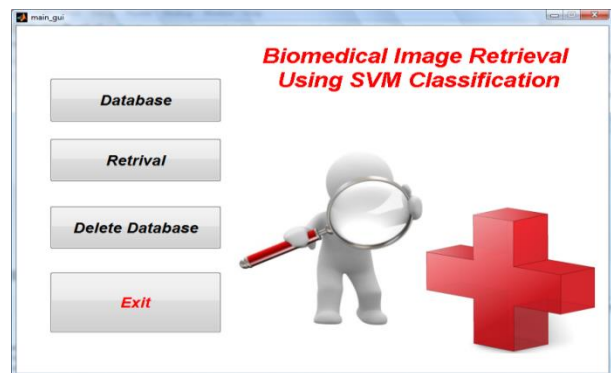 main_gui
Biomedical Image Retrieval
Using SVM Classification
Database
Retrival
Delete Database
Exit